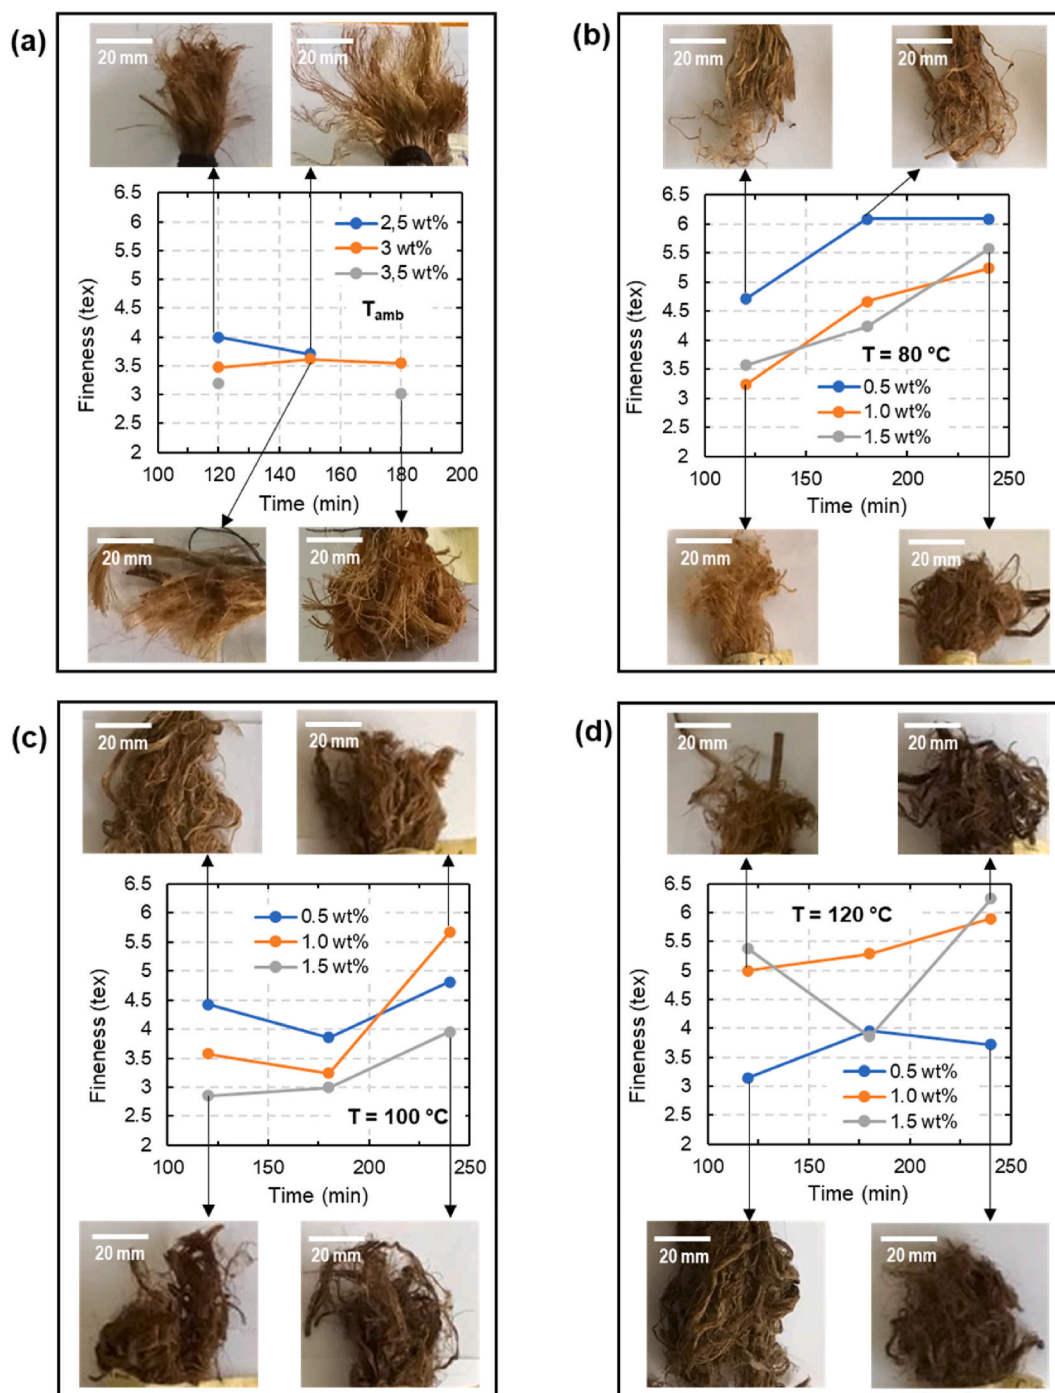 (a)
20 mm
20 mm
6.5
6
5.5
5
4.5
4
3.5
3
2.5
2
Fineness (tex)
2,5 wt%
3 wt%
3,5 wt%
Tamb
100 120 140 160 180 200
Time (min)
20 mm
20 mm
(b)
20 mm
20 mm
6.5
6
5.5
5
4.5
4
3.5
3
2.5
2
Fineness (tex)
T = 80 °C
0.5 wt%
1.0 wt%
1.5 wt%
100 150 200 250
Time (min)
20 mm
20 mm
(c)
20 mm
20 mm
6.5
6
5.5
5
4.5
4
3.5
3
2.5
2
Fineness (tex)
0.5 wt%
1.0 wt%
1.5 wt%
T = 100 °C
100 150 200 250
Time (min)
20 mm
20 mm
(d)
20 mm
20 mm
6.5
6
5.5
5
4.5
4
3.5
3
2.5
2
Fineness (tex)
T = 120 °C
0.5 wt%
1.0 wt%
1.5 wt%
100 150 200 250
Time (min)
20 mm
20 mm